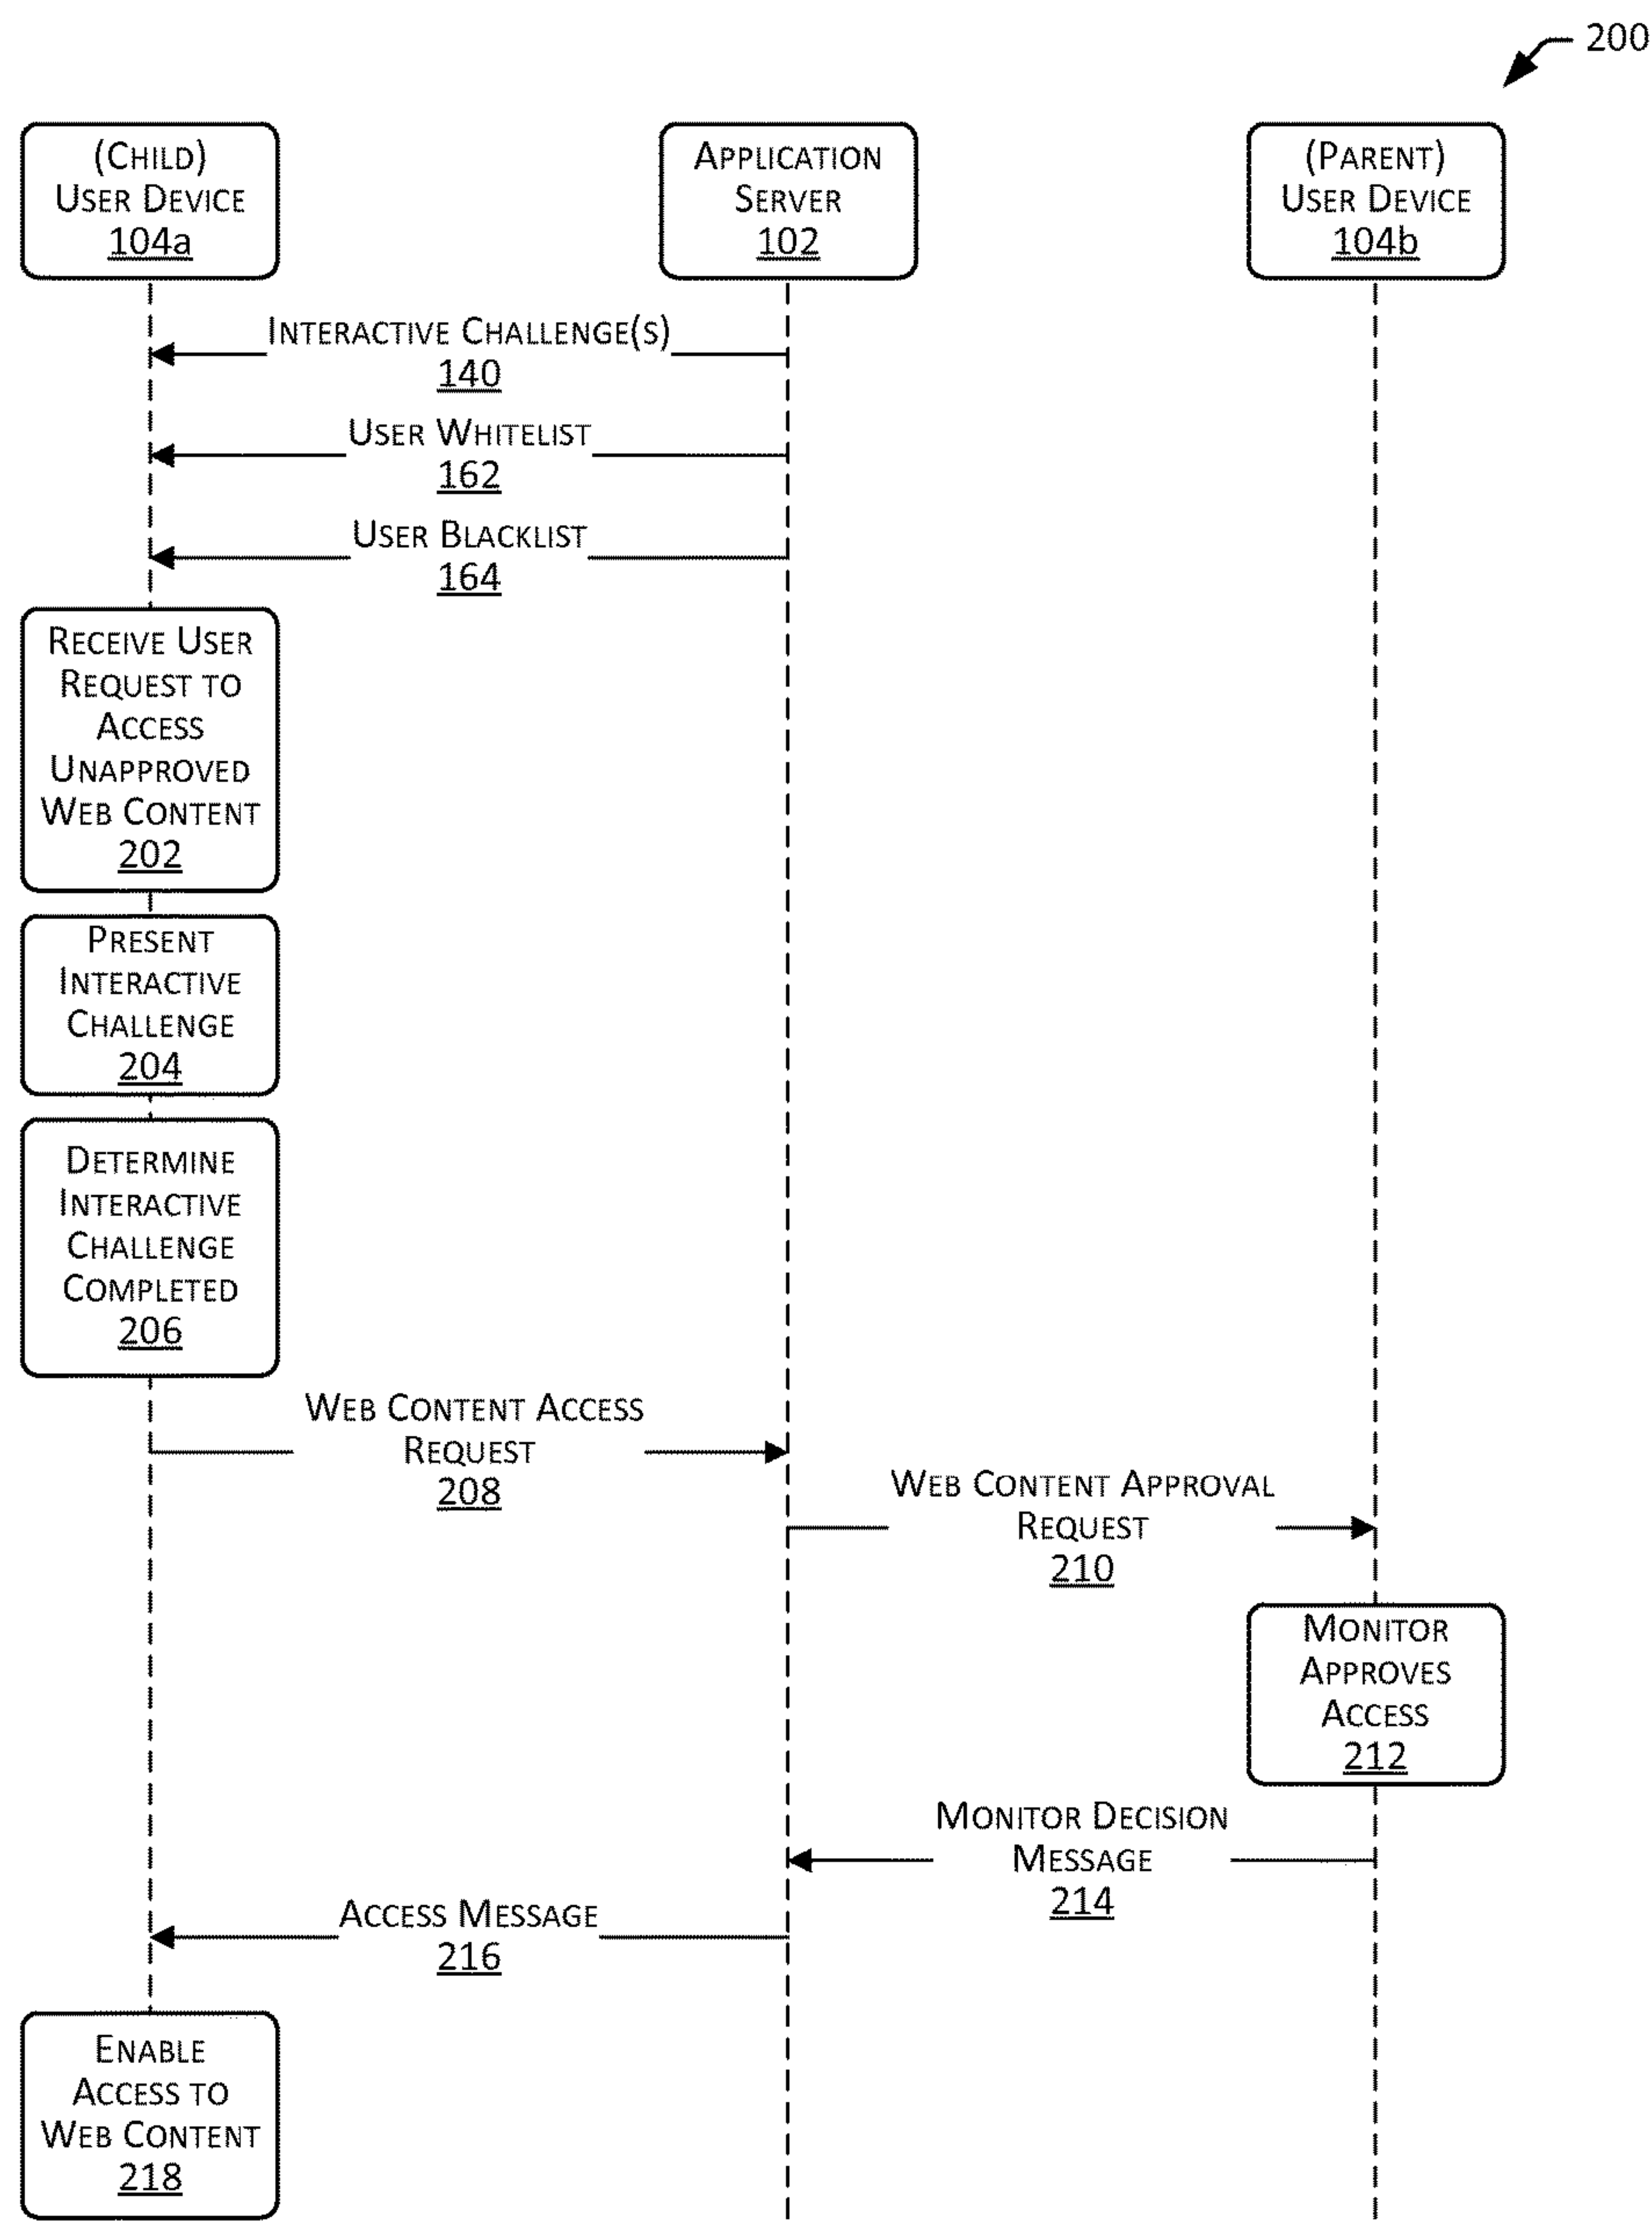 200
(CHILD)
USER DEVICE
104a
APPLICATION
SERVER
102
(PARENT)
USER DEVICE
104b
INTERACTIVE CHALLENGE(S)
140
USER WHITELIST
162
USER BLACKLIST
164
RECEIVE USER
REQUEST TO
ACCESS
UNAPPROVED
WEB CONTENT
202
PRESENT
INTERACTIVE
CHALLENGE
204
DETERMINE
INTERACTIVE
CHALLENGE
COMPLETED
206
WEB CONTENT ACCESS
REQUEST
208
WEB CONTENT APPROVAL
REQUEST
210
MONITOR
APPROVES
ACCESS
212
MONITOR DECISION
MESSAGE
214
ACCESS MESSAGE
216
ENABLE
ACCESS TO
WEB CONTENT
218